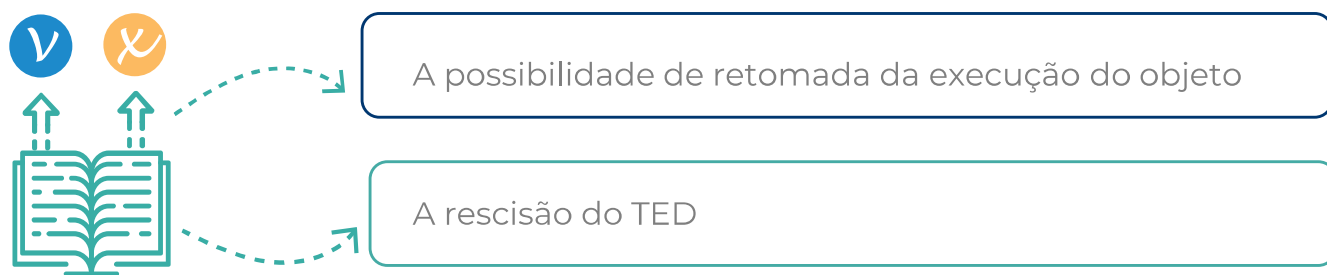 V X
A possibilidade de retomada da execução do objeto
A rescisão do TED